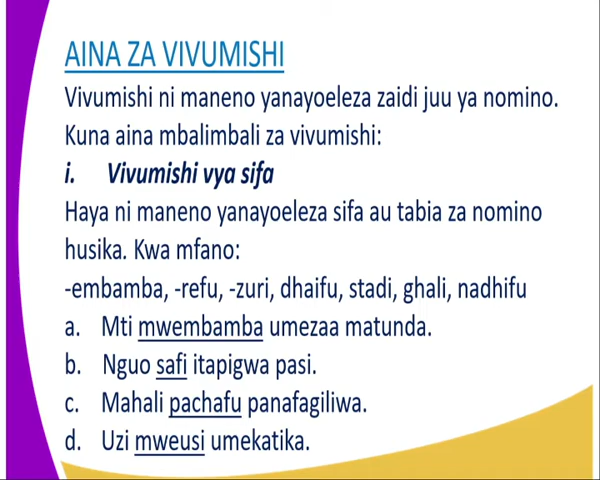 AINA ZA VIVUMISHI
Vivumishi ni maneno yanayoeleza zaidi juu ya nomino.
Kuna aina mbalimbali za vivumishi:
i. Vivumishi vya sifa
Haya ni maneno yanayoeleza sifa au tabia za nomino
husika. Kwa mfano:
-embamba, -refu, -zuri, dhaifu, stadi, ghali, nadhifu
a. Mti mwembamba umezaa matunda.
b. Nguo safi itapigwa pasi.
c. Mahali pachafu panafagiliwa.
d. Uzi mweusi umekatika.